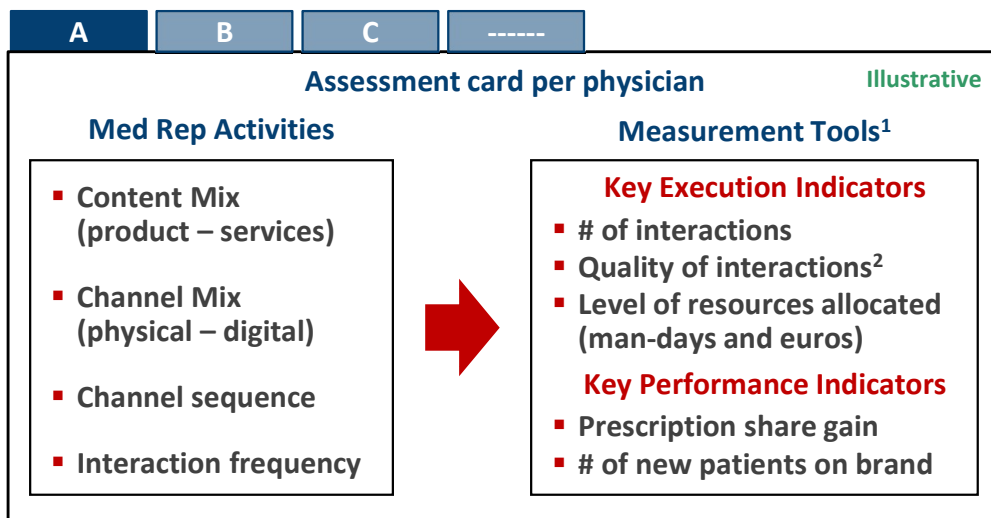 A
B
C
------
Assessment card per physician
Illustrative
Med Rep Activities
▪ Content Mix
(product – services)
▪ Channel Mix
(physical – digital)
▪ Channel sequence
▪ Interaction frequency
Measurement Tools¹
Key Execution Indicators
▪ # of interactions
▪ Quality of interactions²
▪ Level of resources allocated
(man-days and euros)
Key Performance Indicators
▪ Prescription share gain
▪ # of new patients on brand